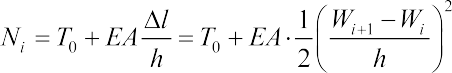 $N_i = T_0 + EA\frac{\Delta l}{h} = T_0 + EA \cdot \frac{1}{2}\left(\frac{W_{i+1} - W_i}{h}\right)^2$